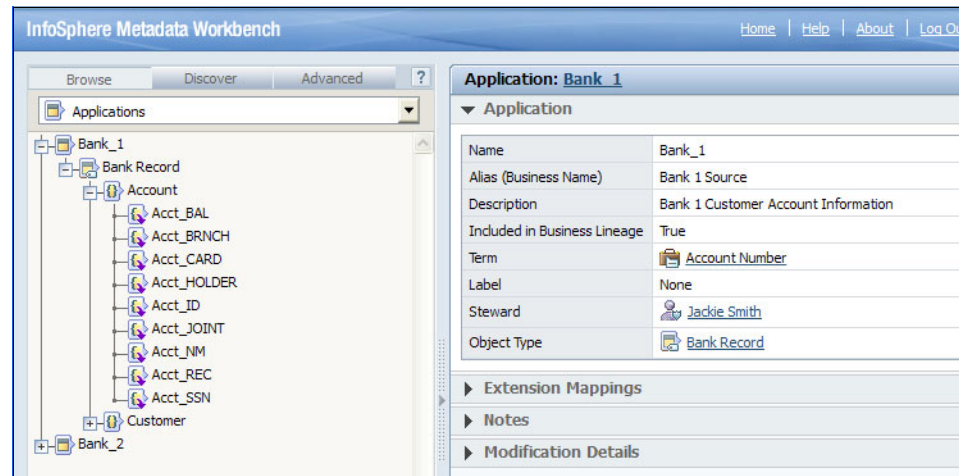 InfoSphere Metadata Workbench
Home | Help | About | Log Ou
Browse Discover Advanced ?
Applications
Bank_1
Bank Record
Account
Acct_BAL
Acct_BRNCH
Acct_CARD
Acct_HOLDER
Acct_ID
Acct_JOINT
Acct_NM
Acct_REC
Acct_SSN
Customer
Bank_2
Application: Bank_1
Application
Name Bank_1
Alias (Business Name) Bank 1 Source
Description Bank 1 Customer Account Information
Included in Business Lineage True
Term Account Number
Label None
Steward Jackie Smith
Object Type Bank Record
Extension Mappings
Notes
Modification Details